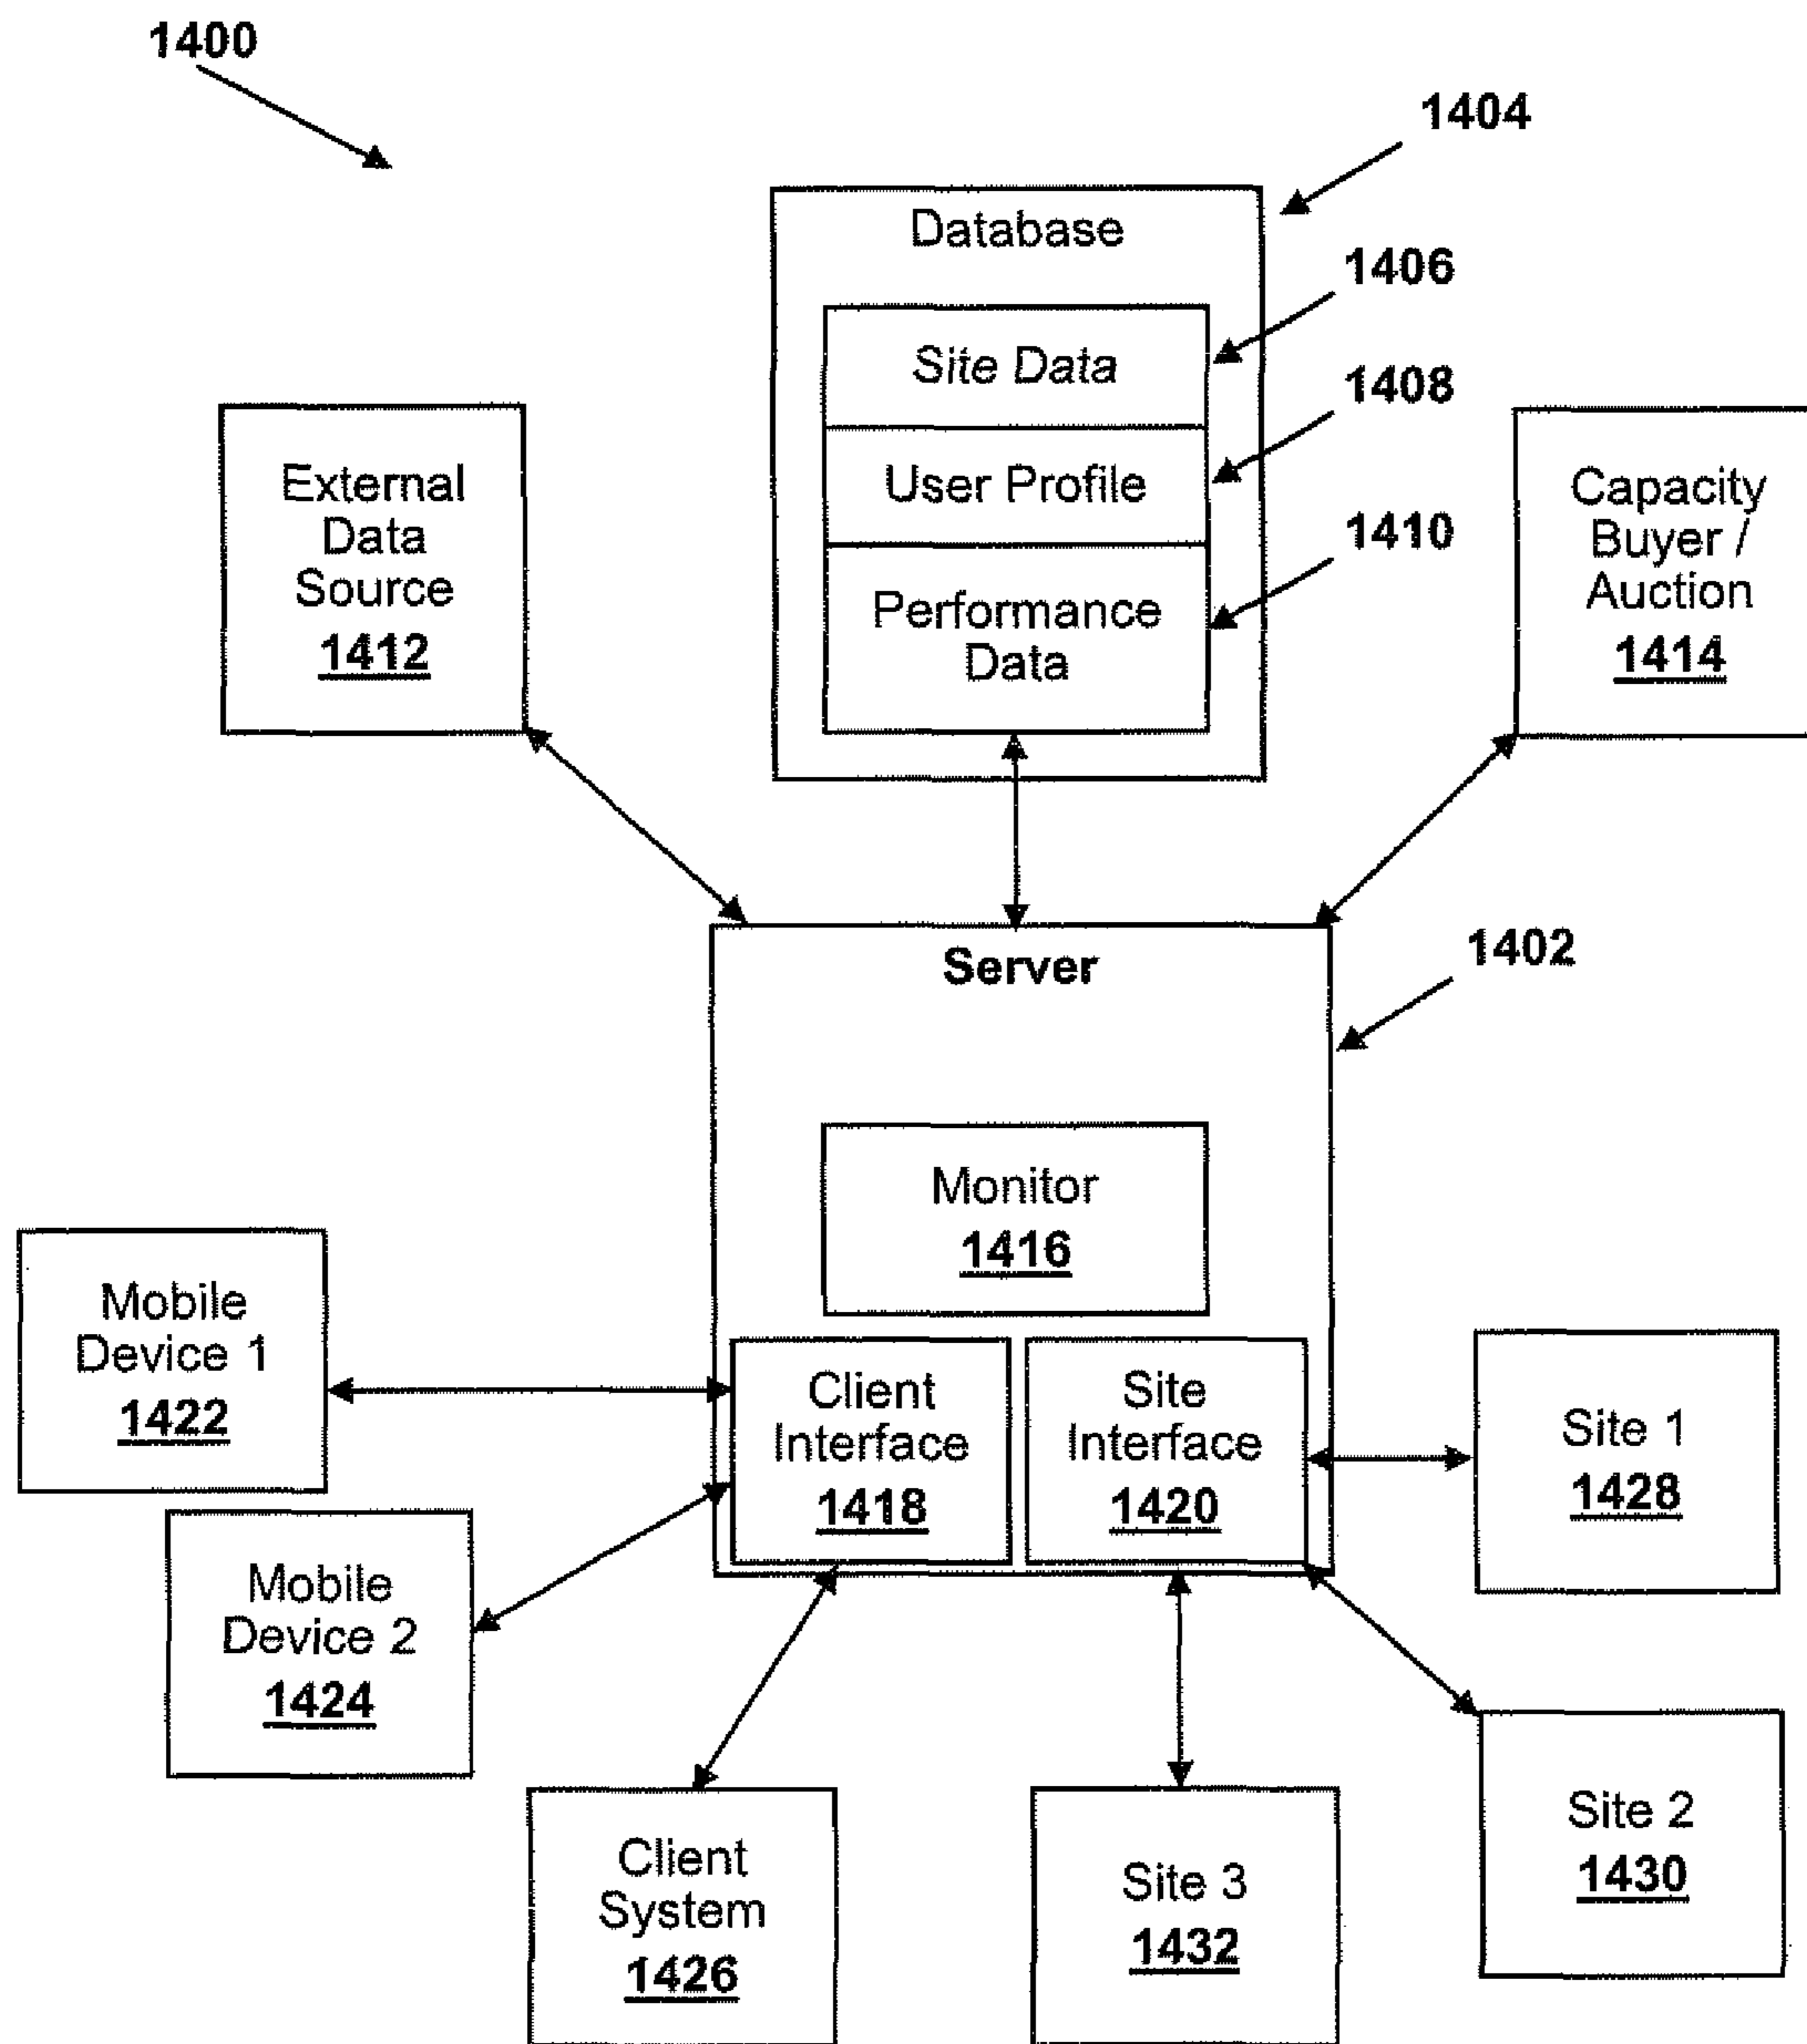 1400
1404
Database
1406
Site Data
1408
User Profile
1410
Performance
Data
External
Data
Source
1412
Capacity
Buyer /
Auction
1414
Server
1402
Monitor
1416
Mobile
Device 1
1422
Client
Interface
1418
Site
Interface
1420
Site 1
1428
Mobile
Device 2
1424
Client
System
1426
Site 3
1432
Site 2
1430